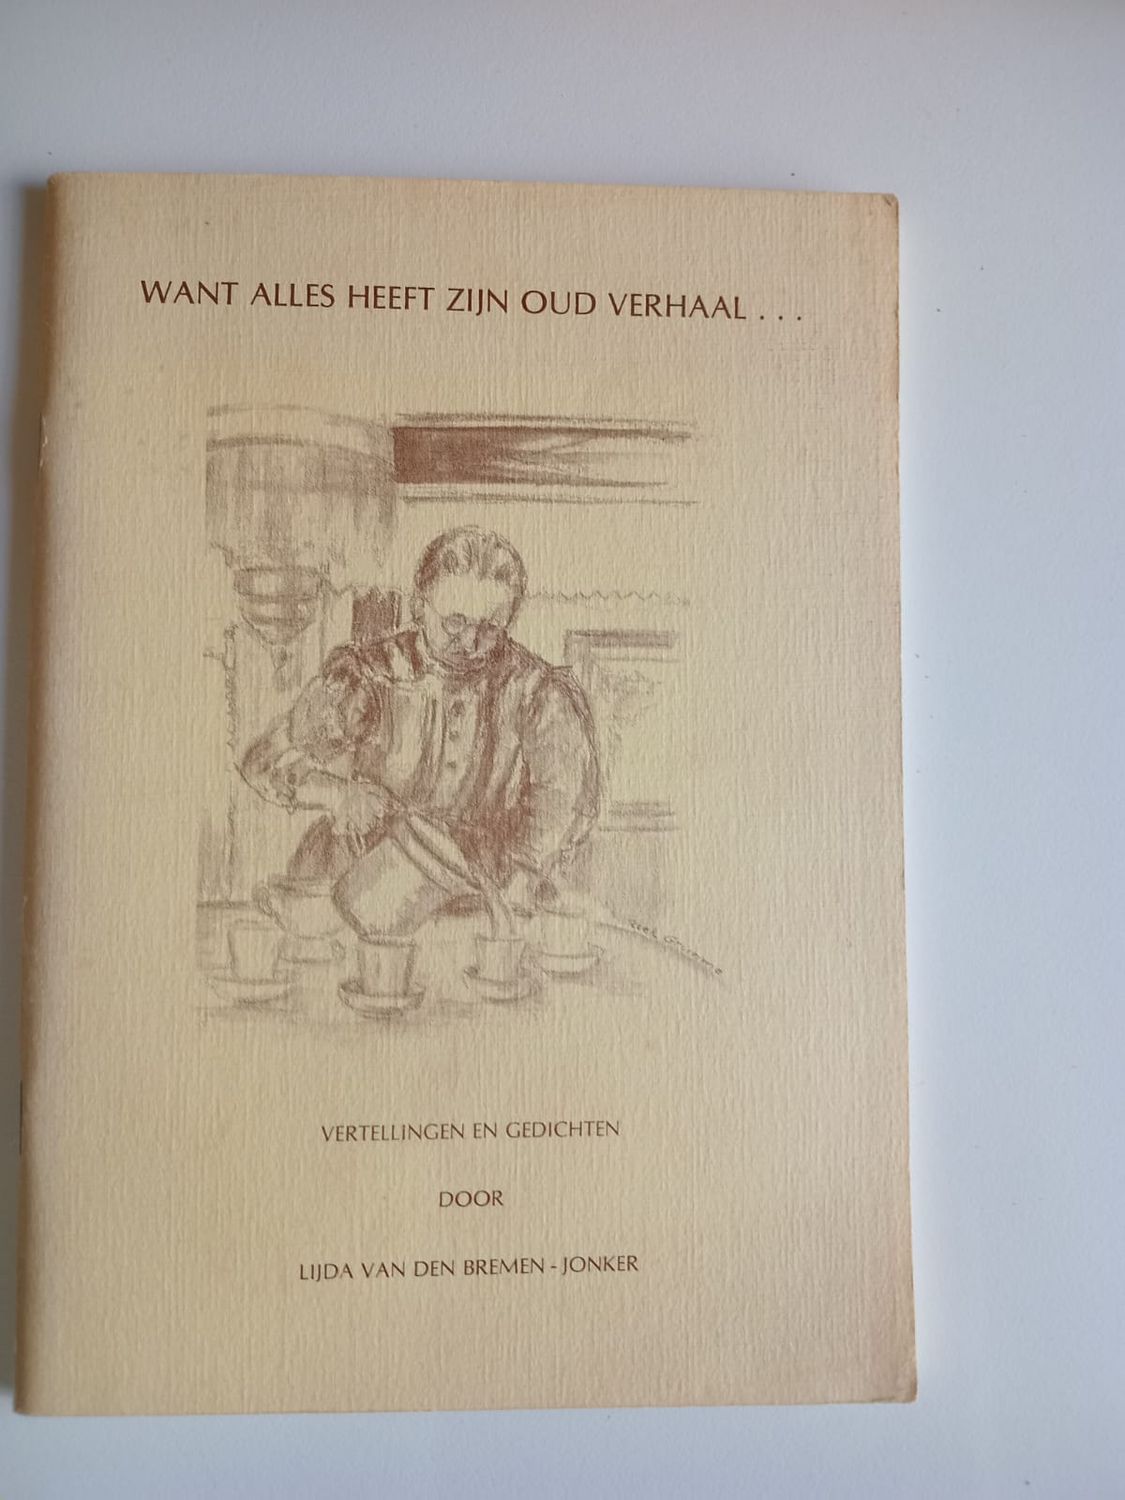 WANT ALLES HEEFT ZIJN OUD VERHAAL . . .
VERTELLINGEN EN GEDICHTEN
DOOR
LIJDA VAN DEN BREMEN - JONKER